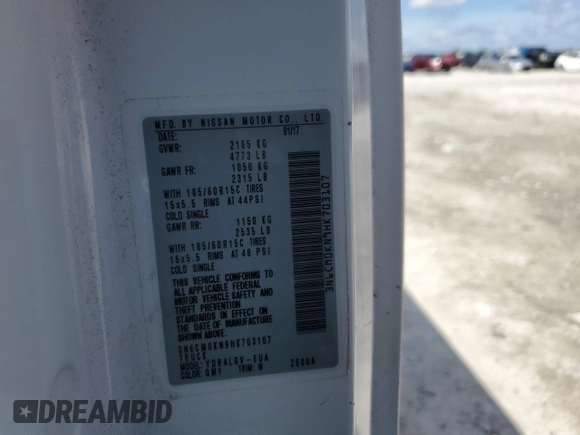 MFD. BY NISSAN MOTOR CO., LTD.
DATE: 01/17
GVWR: 2165 KG
4773 LB
GAWR FR: 1050 KG
2315 LB
WITH 185/60R15C TIRES
15x5.5 RIMS AT 44PSI
COLD SINGLE
GAWR RR: 1150 KG
2535 LB
WITH 185/60R15C TIRES
15x5.5 RIMS AT 48 PSI
COLD SINGLE
THIS VEHICLE CONFORMS TO
ALL APPLICABLE FEDERAL
MOTOR VEHICLE SAFETY AND
THEFT PREVENTION
STANDARDS IN EFFECT ON
THE DATE OF MANUFACTURE
SHOWN ABOVE.
3N6CM0KN9HK703107
TRUCK
MODEL: YDRALGV-EUA
COLOR: QM1 TRIM: W 2500A
3N6CM0KN9HK703107
DREAMBID